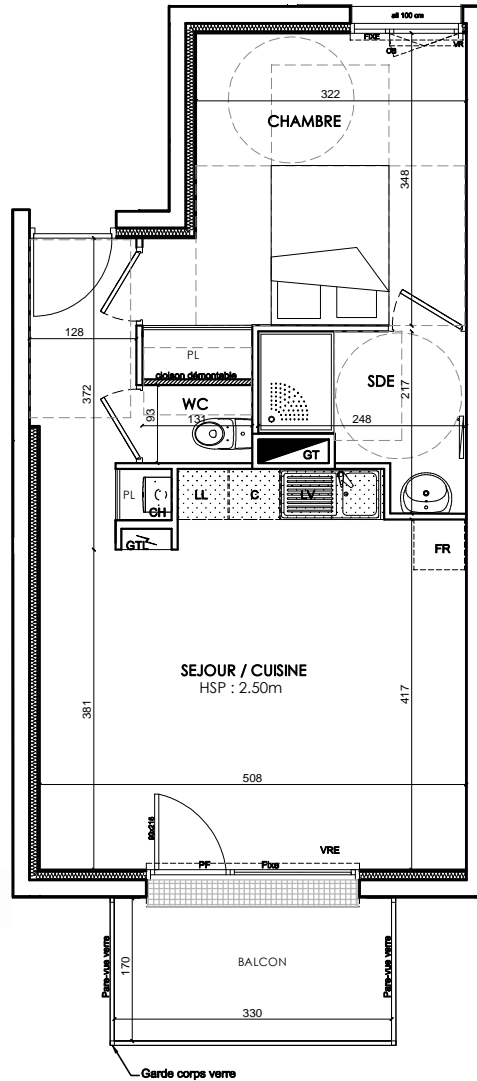 all 100 cm
FIXE
OB
VR
322
CHAMBRE
348
128
372
PL
cloison démontable
WC
93
131
SDE
217
248
GT
PL
CH
LL
C
LV
GTL
FR
SEJOUR / CUISINE
HSP : 2.50m
381
417
508
90x216
VRE
PF
Fixe
Pare-vue verre
170
BALCON
Pare-vue verre
330
Garde corps verre